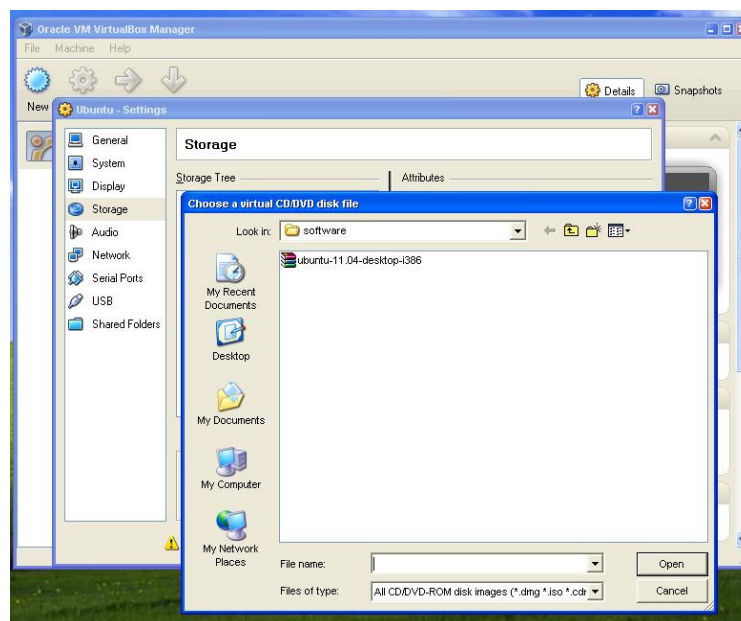 Oracle VM VirtualBox Manager
File Machine Help
New
Details
Snapshots
Ubuntu - Settings
General
System
Display
Storage
Audio
Network
Serial Ports
USB
Shared Folders
Storage
Storage Tree
Attributes
Choose a virtual CD/DVD disk file
Look in:
software
ubuntu-11.04-desktop-i386
My Recent
Documents
Desktop
My Documents
My Computer
My Network
Places
File name:
Open
Files of type:
All CD/DVD-ROM disk images (*.dmg *.iso *.cdr
Cancel